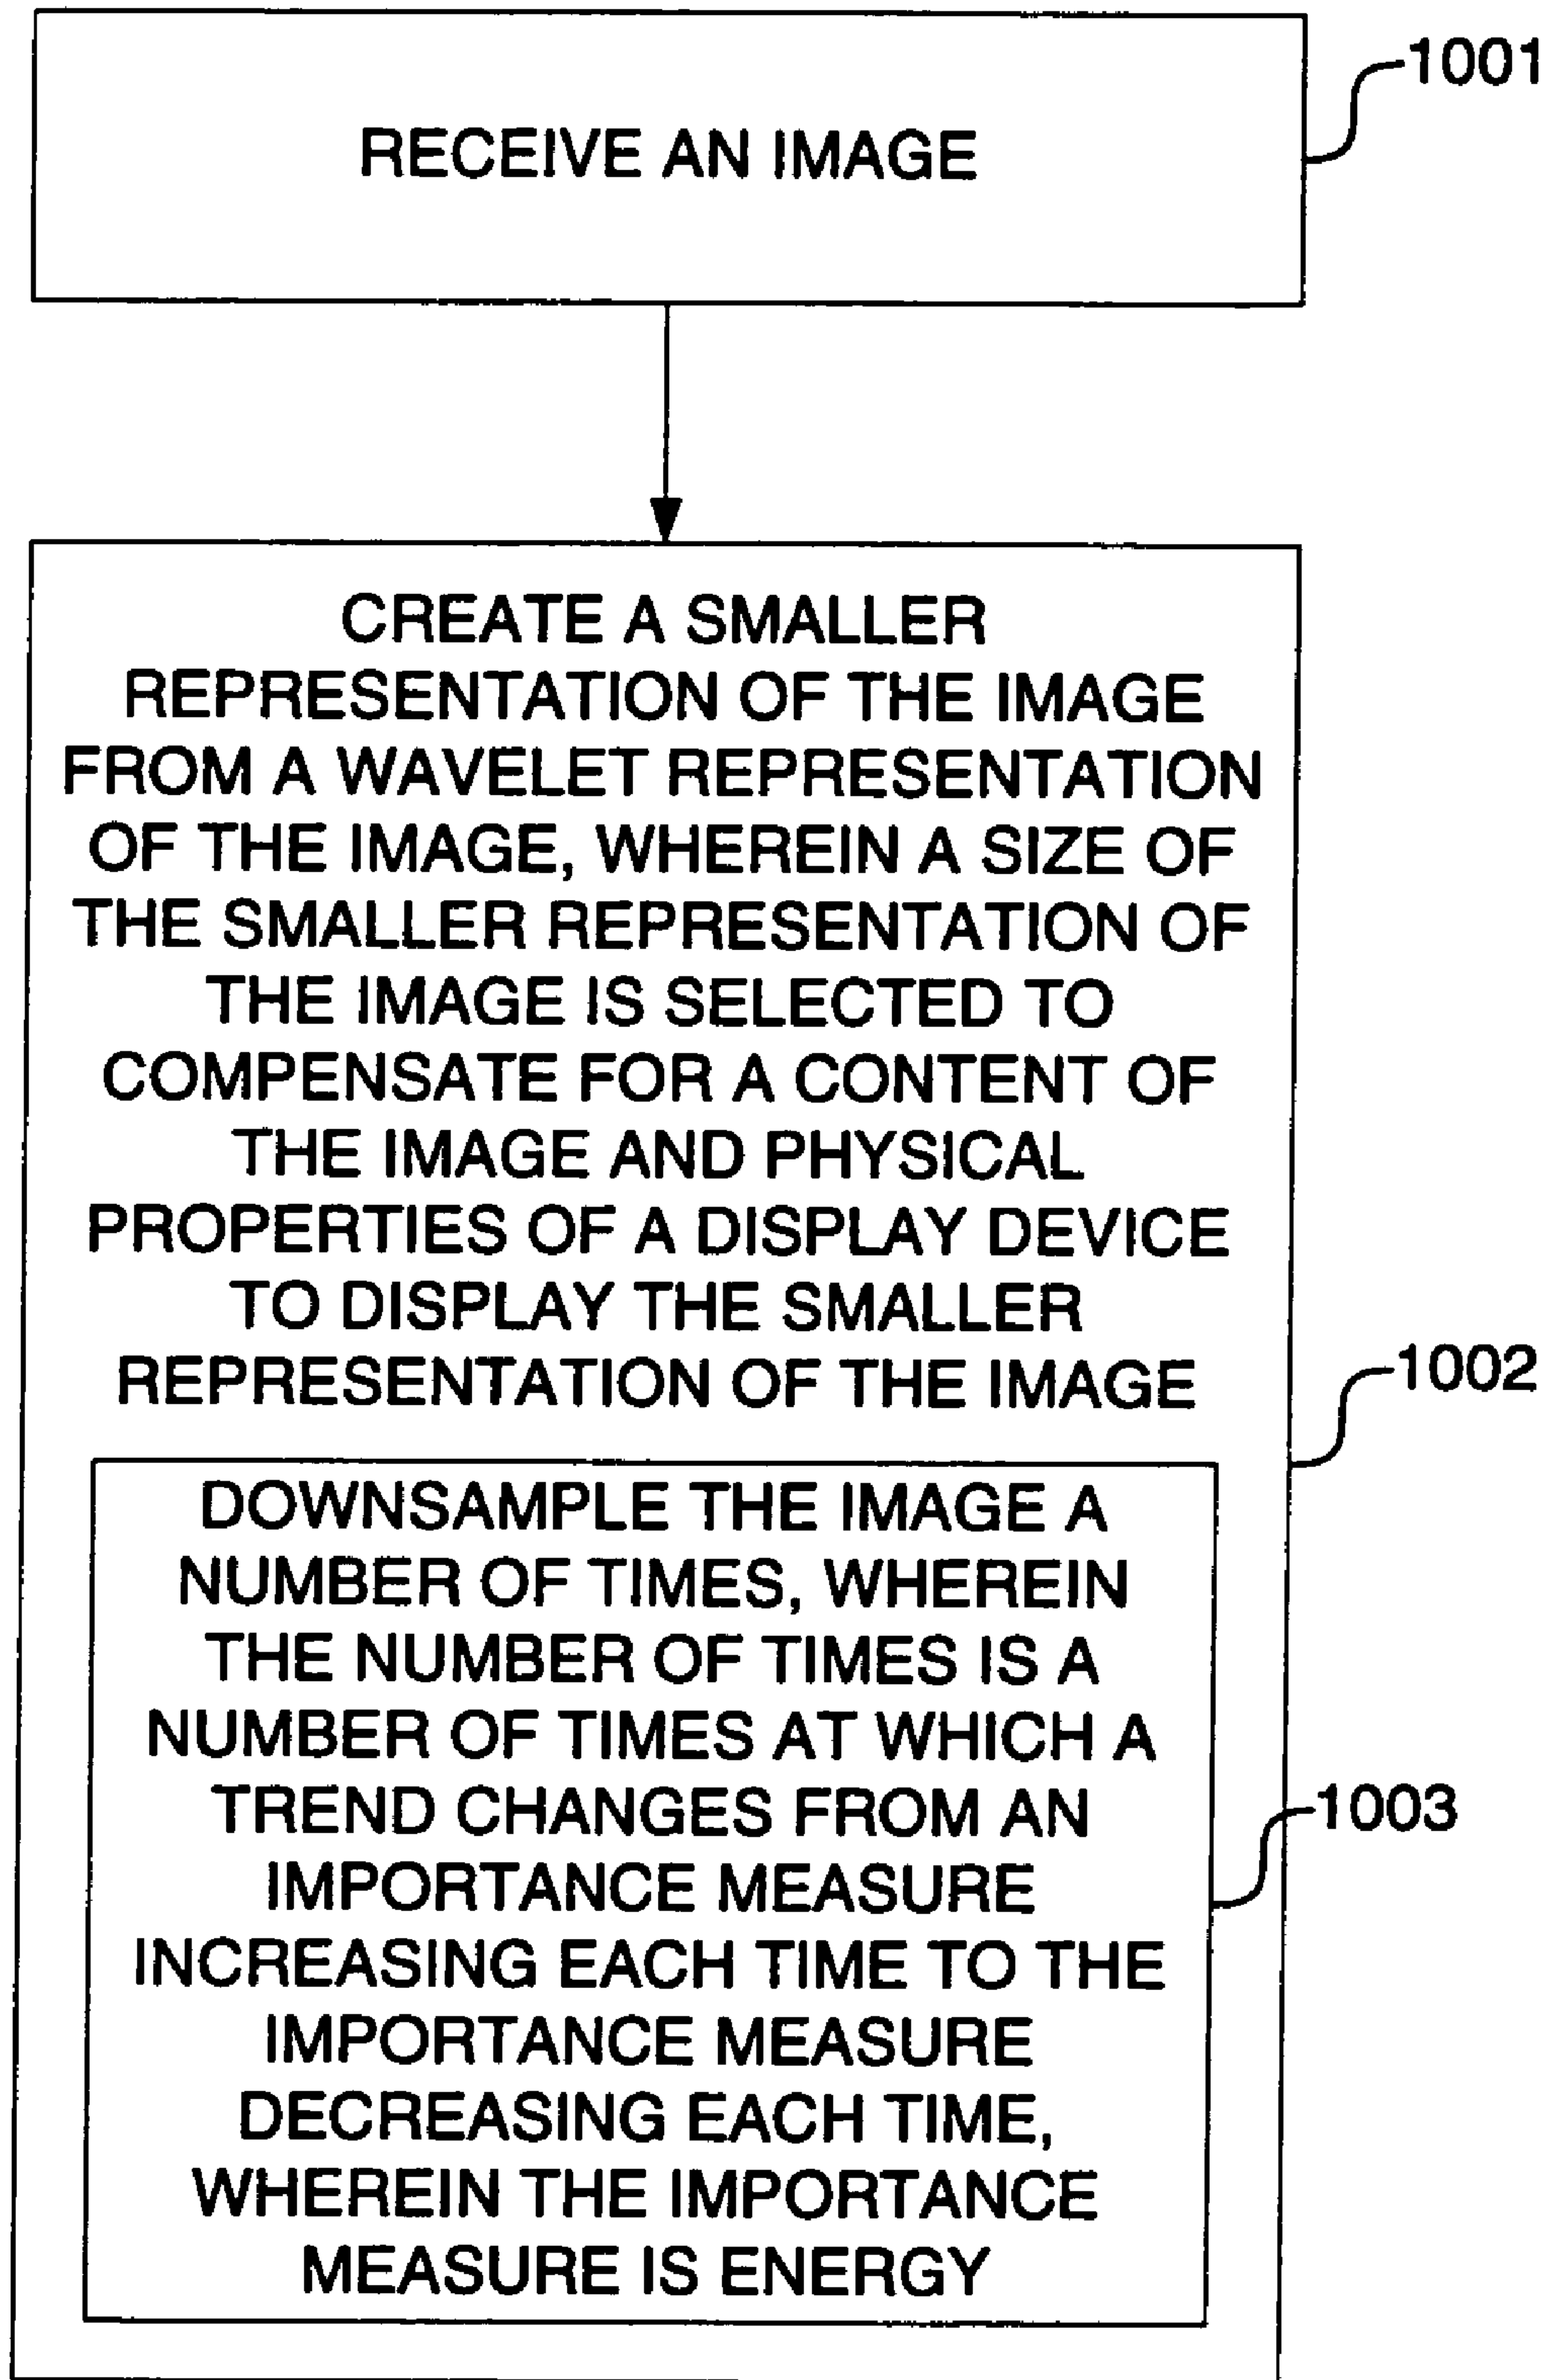 1001
RECEIVE AN IMAGE
CREATE A SMALLER
REPRESENTATION OF THE IMAGE
FROM A WAVELET REPRESENTATION
OF THE IMAGE, WHEREIN A SIZE OF
THE SMALLER REPRESENTATION OF
THE IMAGE IS SELECTED TO
COMPENSATE FOR A CONTENT OF
THE IMAGE AND PHYSICAL
PROPERTIES OF A DISPLAY DEVICE
TO DISPLAY THE SMALLER
REPRESENTATION OF THE IMAGE
1002
DOWNSAMPLE THE IMAGE A
NUMBER OF TIMES, WHEREIN
THE NUMBER OF TIMES IS A
NUMBER OF TIMES AT WHICH A
TREND CHANGES FROM AN
1003
IMPORTANCE MEASURE
INCREASING EACH TIME TO THE
IMPORTANCE MEASURE
DECREASING EACH TIME,
WHEREIN THE IMPORTANCE
MEASURE IS ENERGY